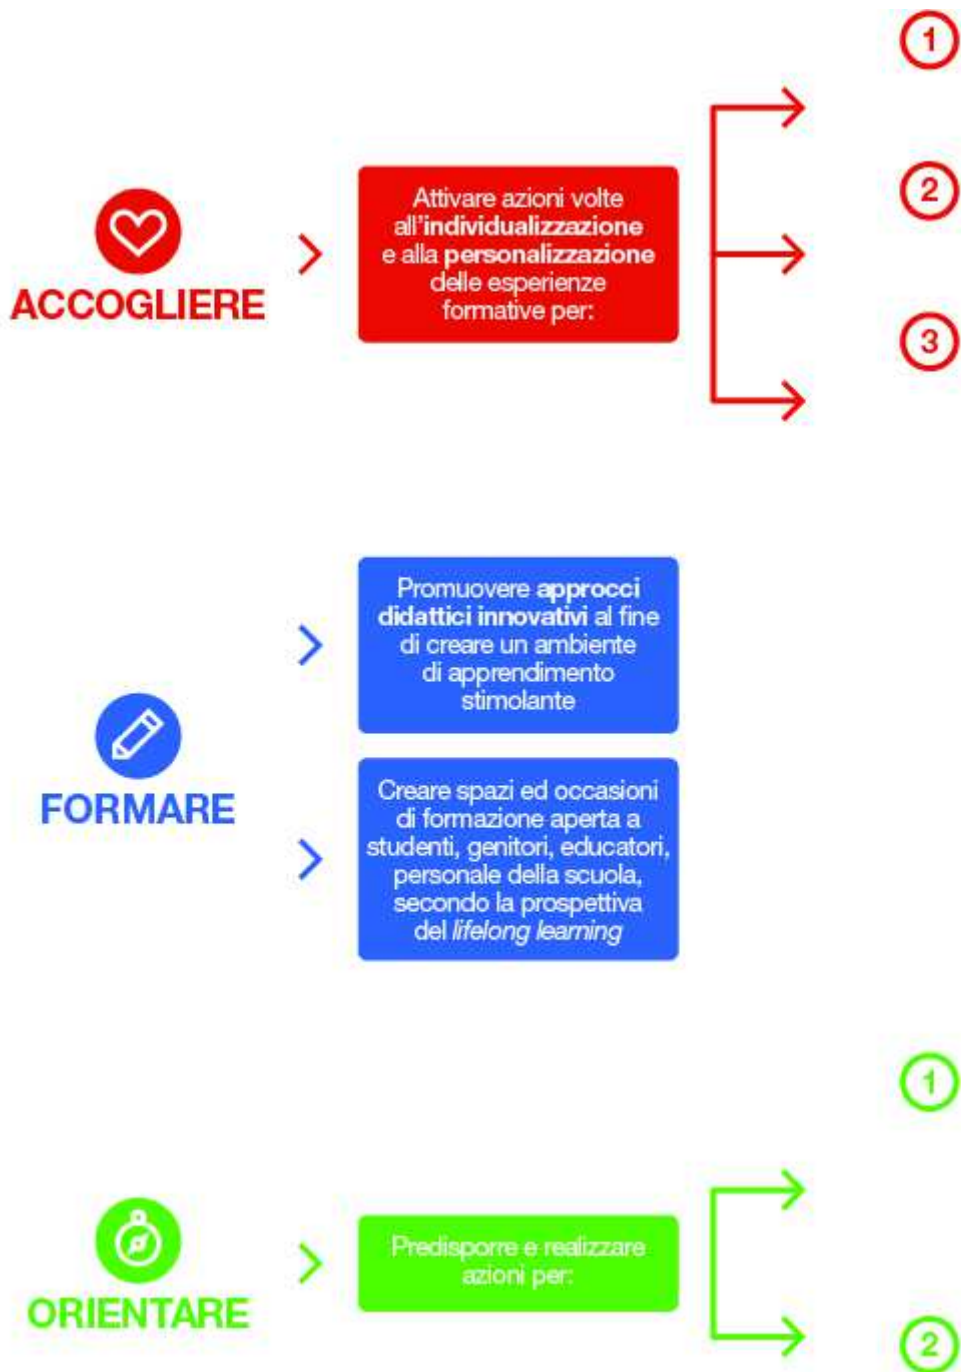 1
2
3
ACCOGLIERE
Attivare azioni volte
all'individualizzazione
e alla personalizzazione
delle esperienze
formative per:
FORMARE
Promuovere approcci
didattici innovativi al fine
di creare un ambiente
di apprendimento
stimolante
Creare spazi ed occasioni
di formazione aperta a
studenti, genitori, educatori,
personale della scuola,
secondo la prospettiva
del lifelong learning
1
ORIENTARE
Predisporre e realizzare
azioni per:
2